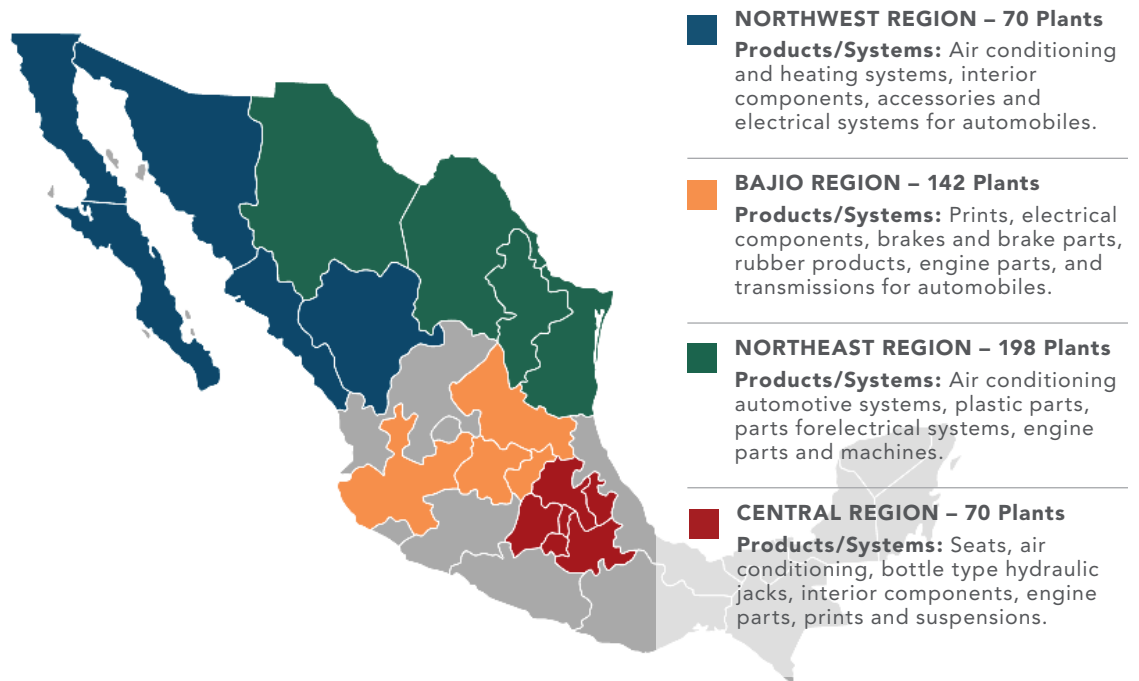 NORTHWEST REGION – 70 Plants
Products/Systems: Air conditioning
and heating systems, interior
components, accessories and
electrical systems for automobiles.
BAJIO REGION – 142 Plants
Products/Systems: Prints, electrical
components, brakes and brake parts,
rubber products, engine parts, and
transmissions for automobiles.
NORTHEAST REGION – 198 Plants
Products/Systems: Air conditioning
automotive systems, plastic parts,
parts forelectrical systems, engine
parts and machines.
CENTRAL REGION – 70 Plants
Products/Systems: Seats, air
conditioning, bottle type hydraulic
jacks, interior components, engine
parts, prints and suspensions.